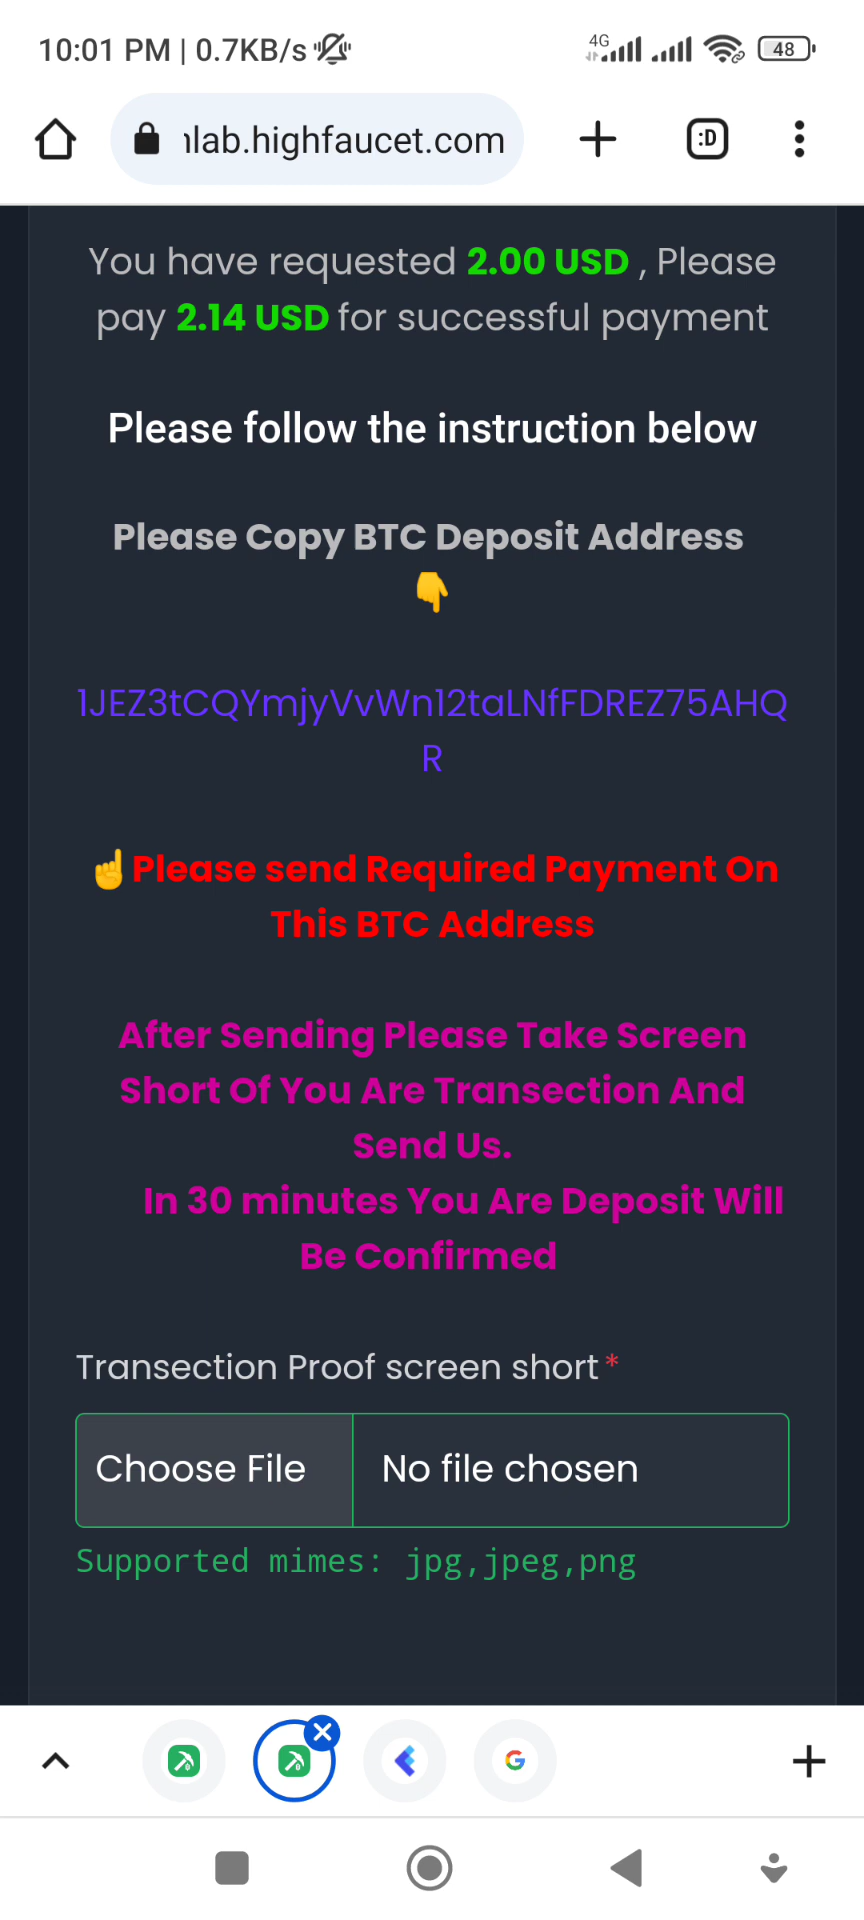 10:01 PM | 0.7KB/s
4G
48
nlab.highfaucet.com
:D
You have requested 2.00 USD , Please
pay 2.14 USD for successful payment
Please follow the instruction below
Please Copy BTC Deposit Address
👇
1JEZ3tCQYmjyVvWn12taLNfFDREZ75AHQ
R
☝Please send Required Payment On
This BTC Address
After Sending Please Take Screen
Short Of You Are Transection And
Send Us.
In 30 minutes You Are Deposit Will
Be Confirmed
Transection Proof screen short *
Choose File
No file chosen
Supported mimes: jpg,jpeg,png